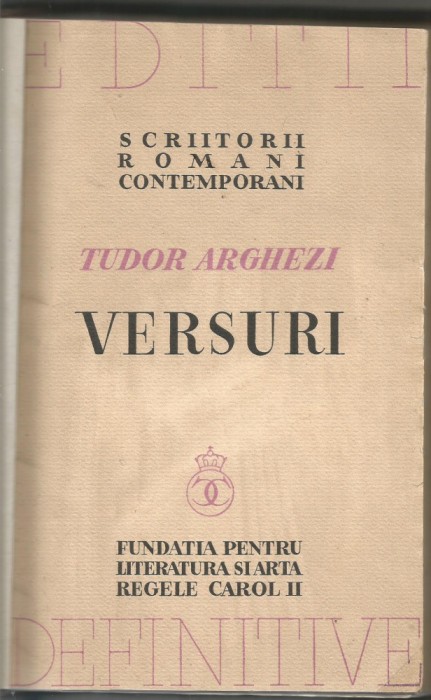 EDITII
SCRIITORII
ROMANI
CONTEMPORANI
TUDOR ARGHEZI
VERSURI
FUNDATIA PENTRU
LITERATURA SI ARTA
REGELE CAROL II
DEFINITIVE